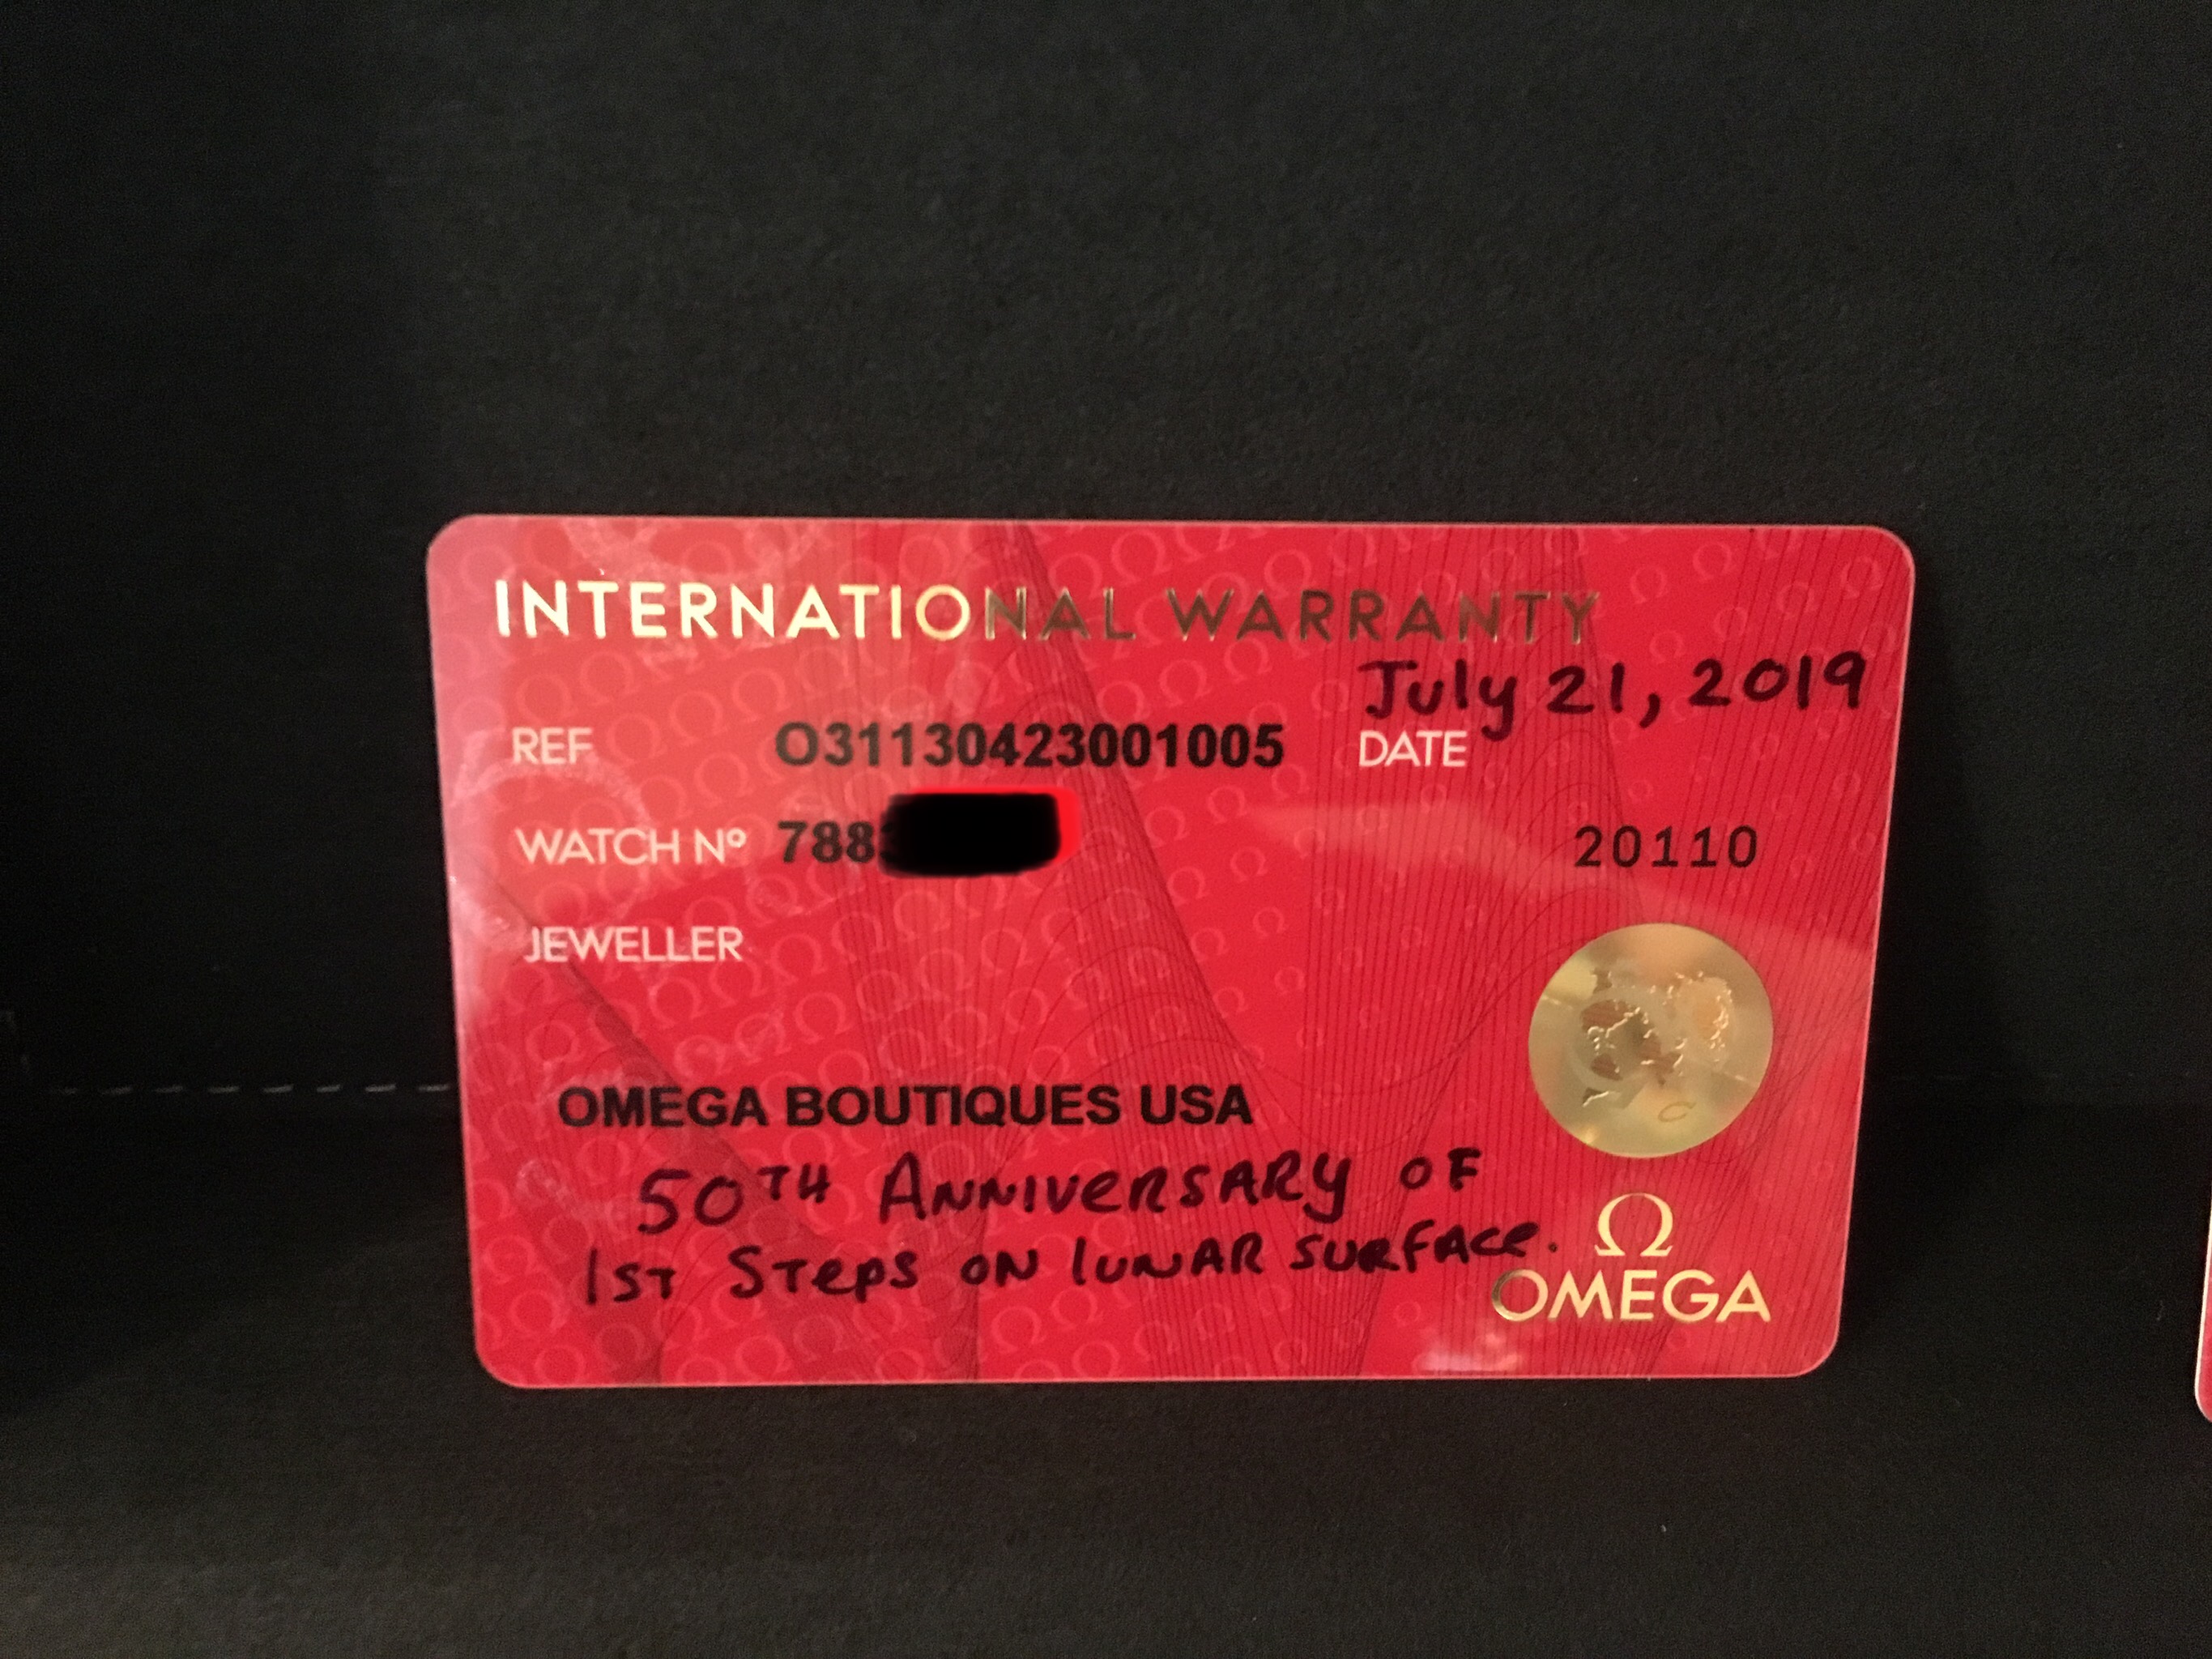 INTERNATIONAL WARRANTY
July 21, 2019
REF O31130423001005 DATE
WATCH Nº 788 20110
JEWELLER
OMEGA BOUTIQUES USA
50TH ANNIVERSARY OF
1ST STEPS ON LUNAR SURFACE.
Ω
OMEGA